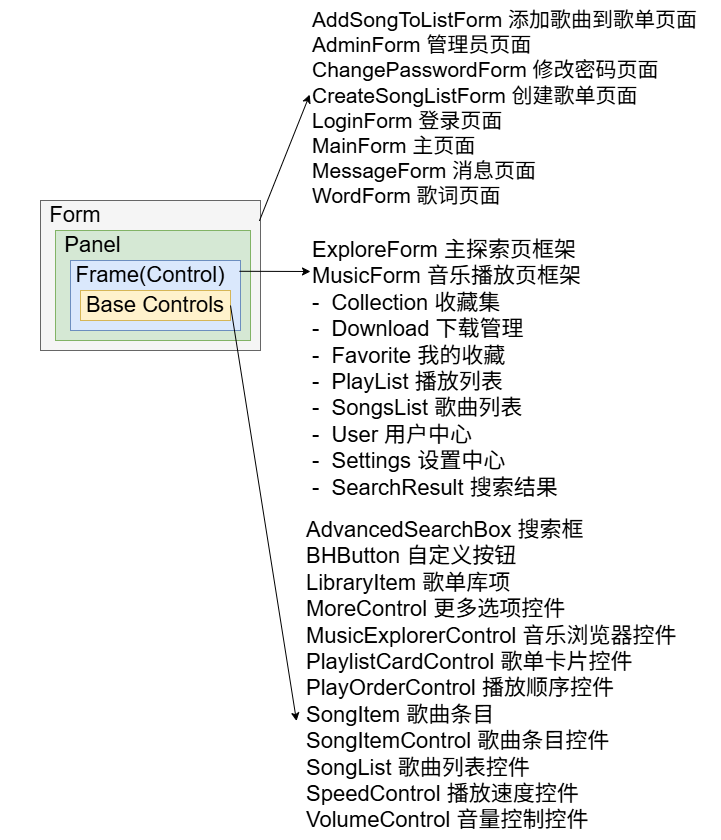 AddSongToListForm 添加歌曲到歌单页面
AdminForm 管理员页面
ChangePasswordForm 修改密码页面
CreateSongListForm 创建歌单页面
LoginForm 登录页面
MainForm 主页面
MessageForm 消息页面
WordForm 歌词页面
Form
Panel
Frame(Control)
Base Controls
ExploreForm 主探索页框架
MusicForm 音乐播放页框架
- Collection 收藏集
- Download 下载管理
- Favorite 我的收藏
- PlayList 播放列表
- SongsList 歌曲列表
- User 用户中心
- Settings 设置中心
- SearchResult 搜索结果
AdvancedSearchBox 搜索框
BHButton 自定义按钮
LibraryItem 歌单库项
MoreControl 更多选项控件
MusicExplorerControl 音乐浏览器控件
PlaylistCardControl 歌单卡片控件
PlayOrderControl 播放顺序控件
SongItem 歌曲条目
SongItemControl 歌曲条目控件
SongList 歌曲列表控件
SpeedControl 播放速度控件
VolumeControl 音量控制控件